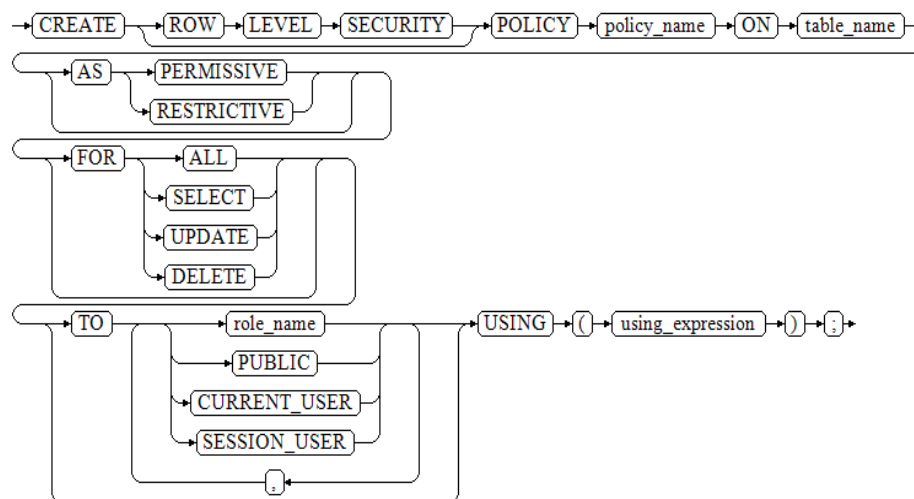 CREATE ROW LEVEL SECURITY POLICY policy_name ON table_name
AS PERMISSIVE
RESTRICTIVE
FOR ALL
SELECT
UPDATE
DELETE
TO role_name USING ( using_expression ) ;
PUBLIC
CURRENT_USER
SESSION_USER
,